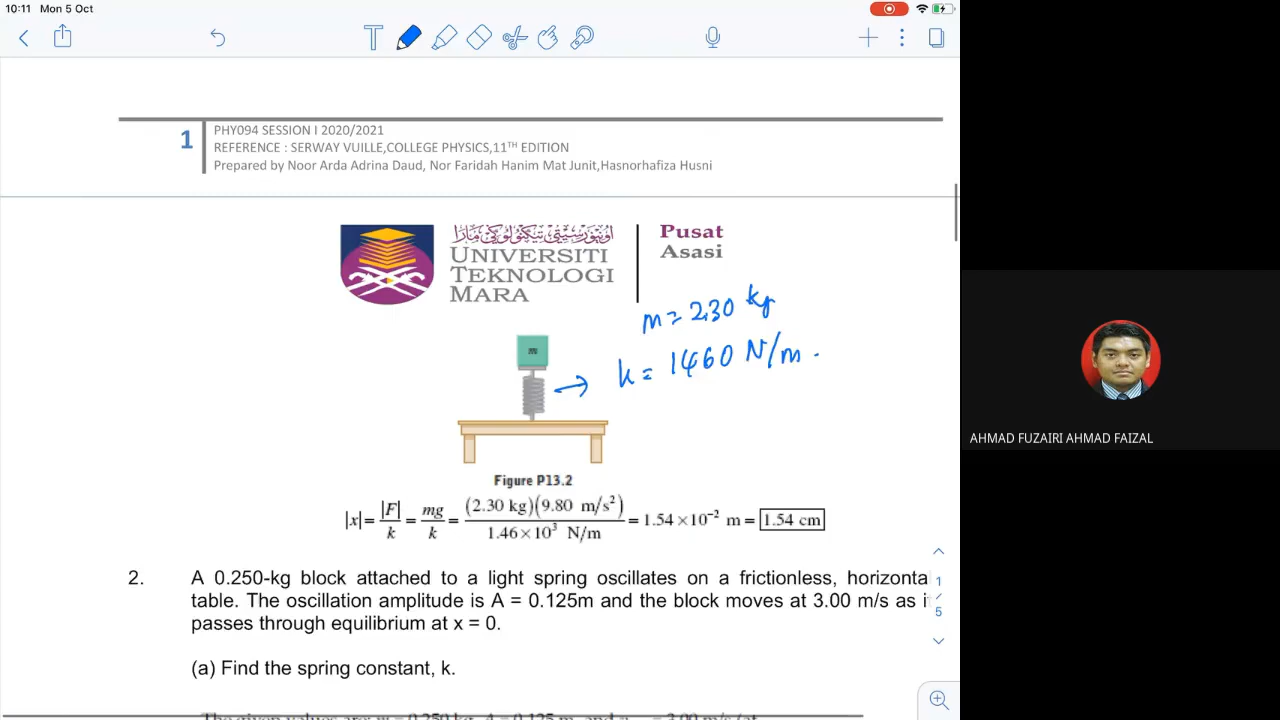 10:11 Mon 5 Oct
1
PHY094 SESSION I 2020/2021
REFERENCE : SERWAY VUILLE,COLLEGE PHYSICS,11TH EDITION
Prepared by Noor Arda Adrina Daud, Nor Faridah Hanim Mat Junit,Hasnorhafiza Husni
اونيۏرسيتي تيكنولوڬي مارا
UNIVERSITI
TEKNOLOGI
MARA
Pusat
Asasi
m = 2.30 kg
k = 1460 N/m.
m
Figure P13.2
|x| = |F|/k = mg/k = (2.30 kg)(9.80 m/s²)/1.46×10³ N/m = 1.54×10⁻² m = 1.54 cm
2. A 0.250-kg block attached to a light spring oscillates on a frictionless, horizonta
table. The oscillation amplitude is A = 0.125m and the block moves at 3.00 m/s as i
passes through equilibrium at x = 0.
(a) Find the spring constant, k.
1
/
5
AHMAD FUZAIRI AHMAD FAIZAL